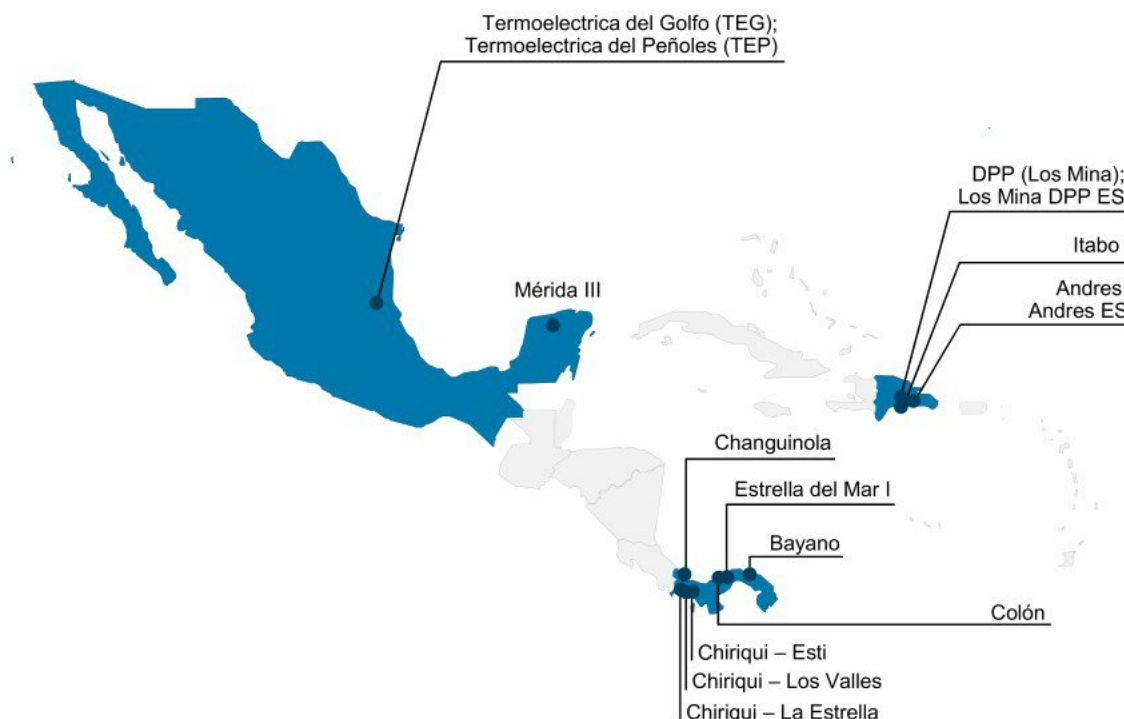 Termoelectrica del Golfo (TEG);
Termoelectrica del Peñoles (TEP)
DPP (Los Mina);
Los Mina DPP ES
Itabo
Mérida III
Andres
Andres ES
Changuinola
Estrella del Mar I
Bayano
Colón
Chiriqui – Esti
Chiriqui – Los Valles
Chiriqui – La Estrella